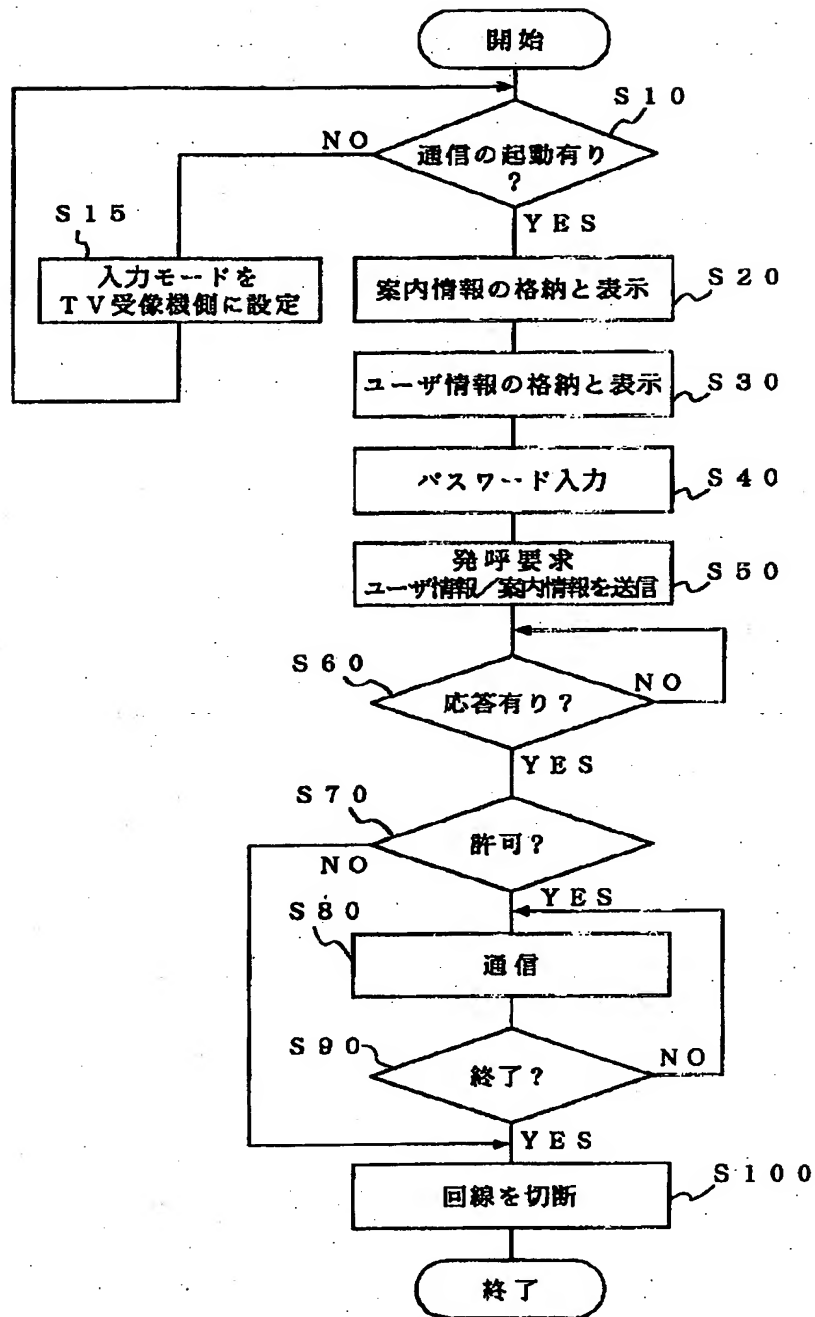 開始
S10
通信の起動有り
?
NO
YES
S15
入力モードを
TV受像機側に設定
案内情報の格納と表示
S20
ユーザ情報の格納と表示
S30
パスワード入力
S40
発呼要求
ユーザ情報/案内情報を送信
S50
S60
応答有り?
NO
YES
S70
許可?
NO
YES
S80
通信
S90
終了?
NO
YES
回線を切断
S100
終了